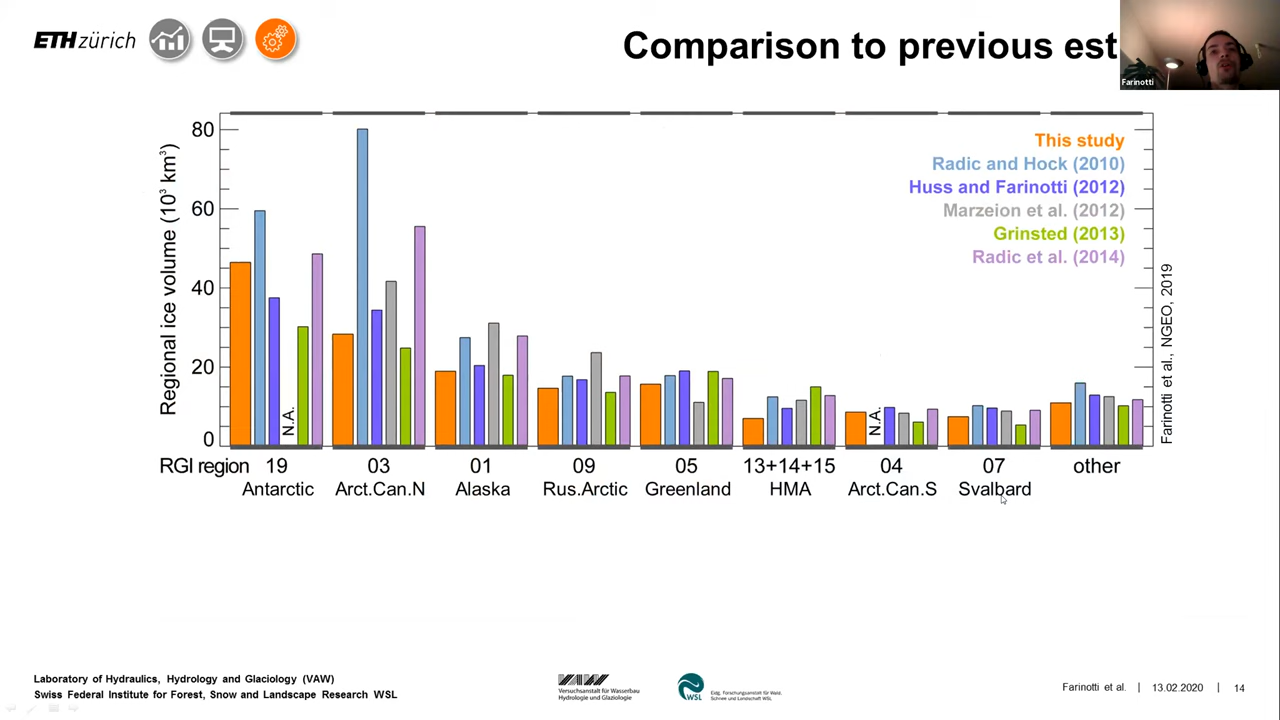 ETH zürich
Comparison to previous est
Farinotti
Regional ice volume (10³ km³)
80
60
40
20
0
This study
Radic and Hock (2010)
Huss and Farinotti (2012)
Marzeion et al. (2012)
Grinsted (2013)
Radic et al. (2014)
N.A.
N.A.
Farinotti et al., NGEO, 2019
RGI region 19 03 01 09 05 13+14+15 04 07 other
Antarctic Arct.Can.N Alaska Rus.Arctic Greenland HMA Arct.Can.S Svalbard
Laboratory of Hydraulics, Hydrology and Glaciology (VAW)
Swiss Federal Institute for Forest, Snow and Landscape Research WSL
VAW
Versuchsanstalt für Wasserbau
Hydrologie und Glaziologie
WSL
Eidg. Forschungsanstalt für Wald,
Schnee und Landschaft WSL
Farinotti et al. | 13.02.2020 | 14